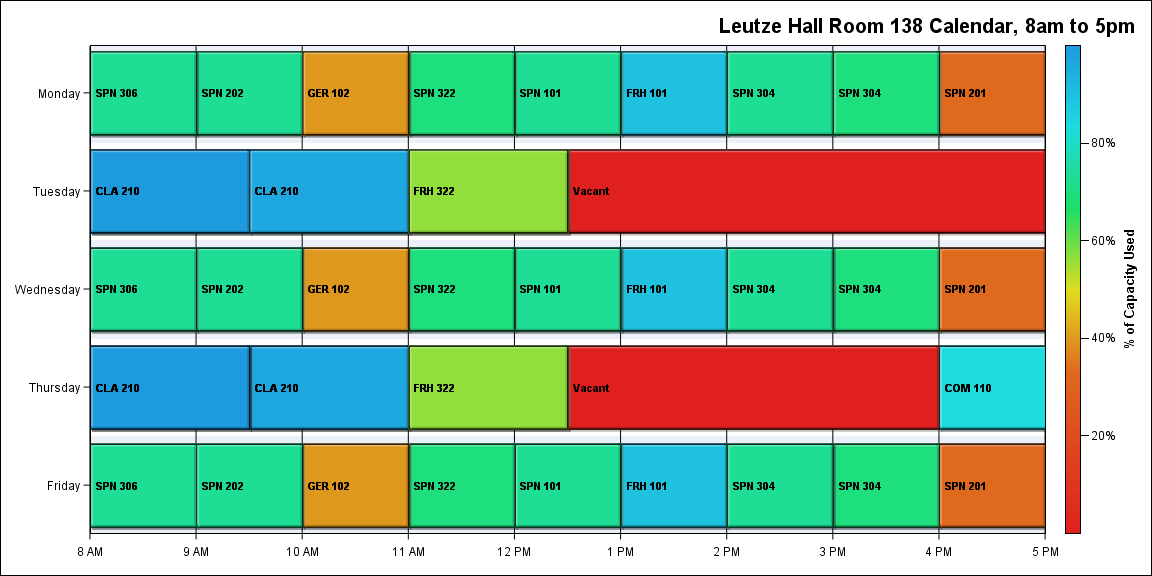 Leutze Hall Room 138 Calendar, 8am to 5pm
Monday
SPN 306 SPN 202 GER 102 SPN 322 SPN 101 FRH 101 SPN 304 SPN 304 SPN 201
Tuesday
CLA 210 CLA 210 FRH 322 Vacant
Wednesday
SPN 306 SPN 202 GER 102 SPN 322 SPN 101 FRH 101 SPN 304 SPN 304 SPN 201
Thursday
CLA 210 CLA 210 FRH 322 Vacant COM 110
Friday
SPN 306 SPN 202 GER 102 SPN 322 SPN 101 FRH 101 SPN 304 SPN 304 SPN 201
8 AM 9 AM 10 AM 11 AM 12 PM 1 PM 2 PM 3 PM 4 PM 5 PM
80%
60%
40%
20%
% of Capacity Used